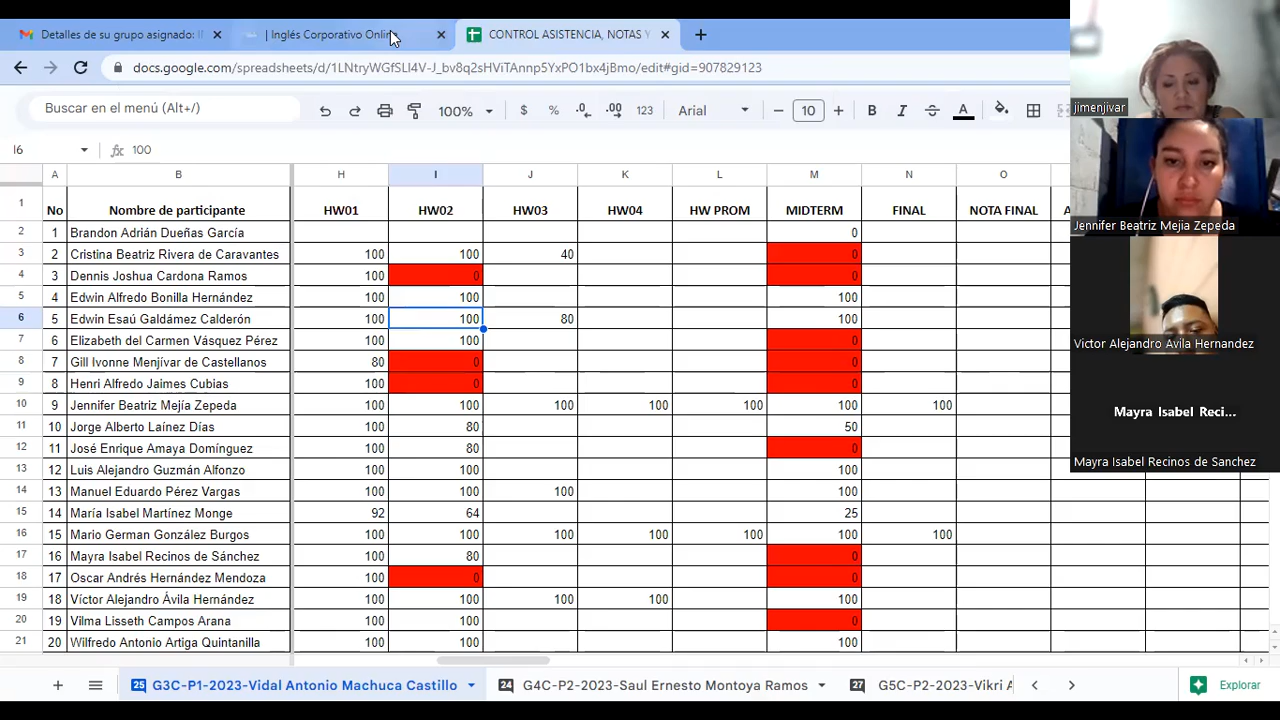 Detalles de su grupo asignado: I
| Inglés Corporativo Online
CONTROL ASISTENCIA, NOTAS Y
docs.google.com/spreadsheets/d/1LNtryWGfSLl4V-J_bv8q2sHViTAnnp5YxPO1bx4jBmo/edit#gid=907829123
Buscar en el menú (Alt+/) 100% $ % .0 .00 123 Arial 10 B I S A
I6 fx 100
A B H I J K L M N O
1 No Nombre de participante HW01 HW02 HW03 HW04 HW PROM MIDTERM FINAL NOTA FINAL A
2 1 Brandon Adrián Dueñas García 0
3 2 Cristina Beatriz Rivera de Caravantes 100 100 40 0
4 3 Dennis Joshua Cardona Ramos 100 0 0
5 4 Edwin Alfredo Bonilla Hernández 100 100 100
6 5 Edwin Esaú Galdámez Calderón 100 100 80 100
7 6 Elizabeth del Carmen Vásquez Pérez 100 100 0
8 7 Gill Ivonne Menjívar de Castellanos 80 0 0
9 8 Henri Alfredo Jaimes Cubias 100 0 0
10 9 Jennifer Beatriz Mejía Zepeda 100 100 100 100 100 100 100
11 10 Jorge Alberto Laínez Días 100 80 50
12 11 José Enrique Amaya Domínguez 100 80 0
13 12 Luis Alejandro Guzmán Alfonzo 100 100 100
14 13 Manuel Eduardo Pérez Vargas 100 100 100 100
15 14 María Isabel Martínez Monge 92 64 25
16 15 Mario German González Burgos 100 100 100 100 100 100 100
17 16 Mayra Isabel Recinos de Sánchez 100 80 0
18 17 Oscar Andrés Hernández Mendoza 100 0 0
19 18 Víctor Alejandro Ávila Hernández 100 100 100 100 100
20 19 Vilma Lisseth Campos Arana 100 100 0
21 20 Wilfredo Antonio Artiga Quintanilla 100 100 100
25 G3C-P1-2023-Vidal Antonio Machuca Castillo 24 G4C-P2-2023-Saul Ernesto Montoya Ramos 27 G5C-P2-2023-Vikri A Explorar
jimenjivar
Jennifer Beatriz Mejia Zepeda
Victor Alejandro Avila Hernandez
Mayra Isabel Reci...
Mayra Isabel Recinos de Sanchez